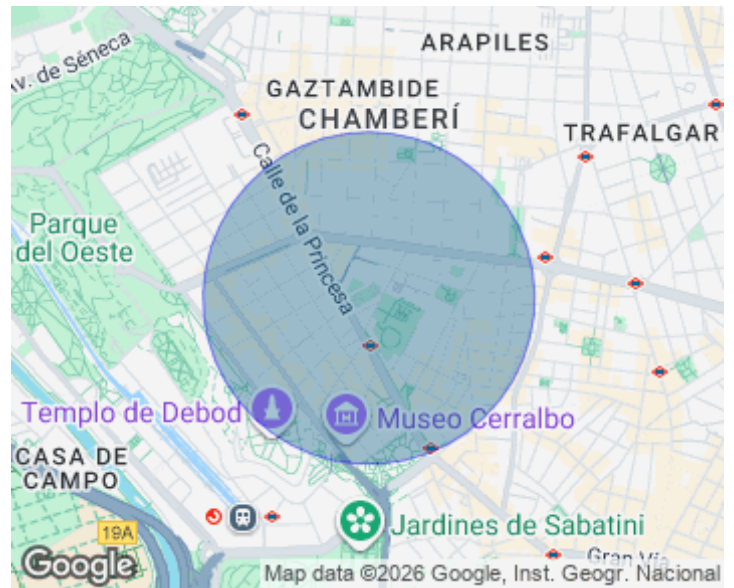 Av. de Séneca
ARAPILES
GAZTAMBIDE
CHAMBERÍ
TRAFALGAR
Calle de la Princesa
Parque
del Oeste
Templo de Debod
Museo Cerralbo
CASA DE
CAMPO
19A
Jardines de Sabatini
Gran Vía
Google
Map data ©2026 Google, Inst. Geogr. Nacional